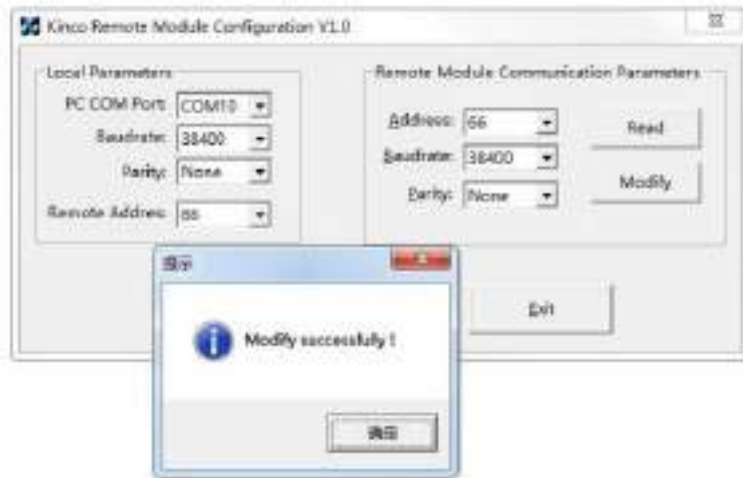 Kinco Remote Module Configuration V1.0
Local Parameters
PC COM Port: COM10
Baudrate: 38400
Parity: None
Remote Addres: 66
Remote Module Communication Parameters
Address: 66
Baudrate: 38400
Parity: None
Read
Modify
Exit
提示
Modify successfully !
确定